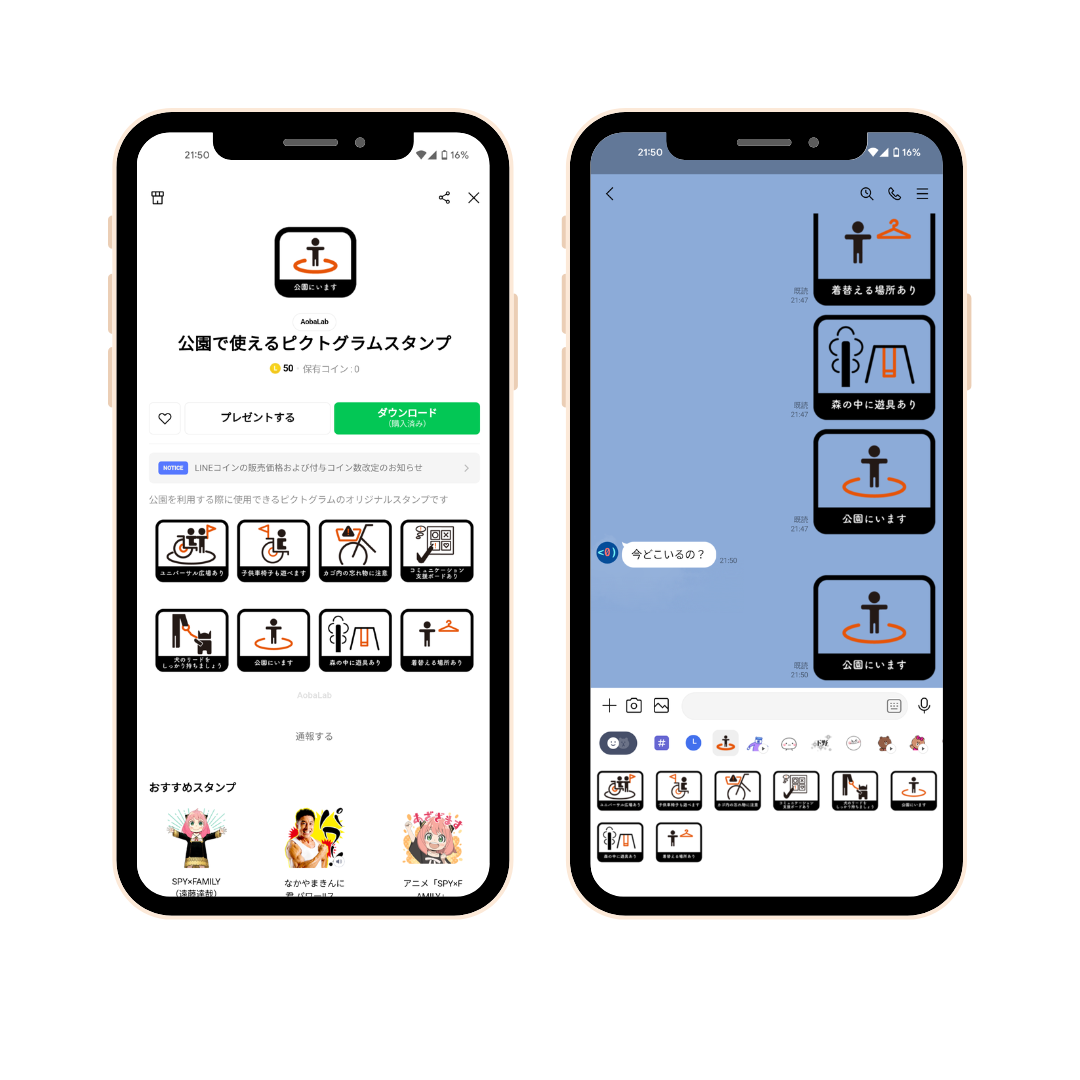 21:50
16%
公園にいます
AobaLab
公園で使えるピクトグラムスタンプ
L 50・保有コイン : 0
プレゼントする
ダウンロード
(購入済み)
NOTICE LINEコインの販売価格および付与コイン数改定のお知らせ
公園を利用する際に使用できるピクトグラムのオリジナルスタンプです
ユニバーサル広場あり
子供車椅子も遊べます
カゴ内の忘れ物に注意
コミュニケーション
支援ボードあり
犬のリードを
しっかり持ちましょう
公園にいます
森の中に遊具あり
着替える場所あり
AobaLab
通報する
おすすめスタンプ
おざまます
パワー!!
SPY×FAMILY
(遠藤達哉)
なかやまきんに
君 パワー!!ス
アニメ「SPY×F
AMILY」
21:50
16%
着替える場所あり
既読
21:47
森の中に遊具あり
既読
21:47
公園にいます
既読
21:47
<0)
今どこいるの？
21:50
公園にいます
既読
21:50
#
ユニバーサル広場あり
子供車椅子も遊べます
カゴ内の忘れ物に注意
コミュニケーション
支援ボードあり
犬のリードを
しっかり持ちましょう
公園にいます
森の中に遊具あり
着替える場所あり